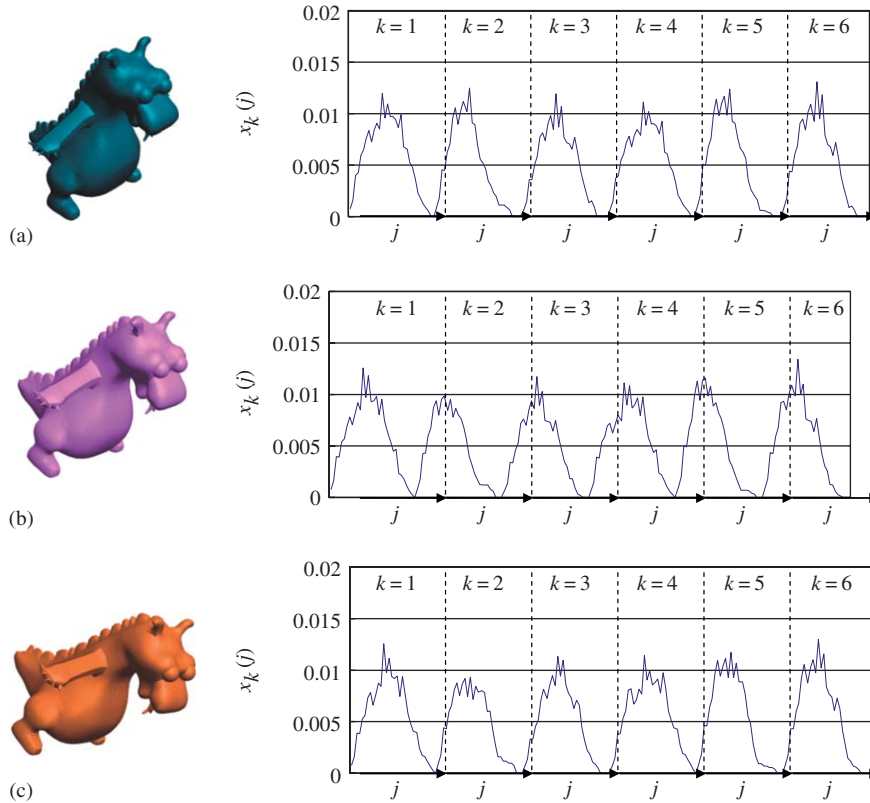 0.02
k = 1 k = 2 k = 3 k = 4 k = 5 k = 6
0.015
0.01
0.005
0
x_k (j)
j j j j j j
(a)
0.02
k = 1 k = 2 k = 3 k = 4 k = 5 k = 6
0.015
0.01
0.005
0
x_k (j)
j j j j j j
(b)
0.02
k = 1 k = 2 k = 3 k = 4 k = 5 k = 6
0.015
0.01
0.005
0
x_k (j)
j j j j j j
(c)